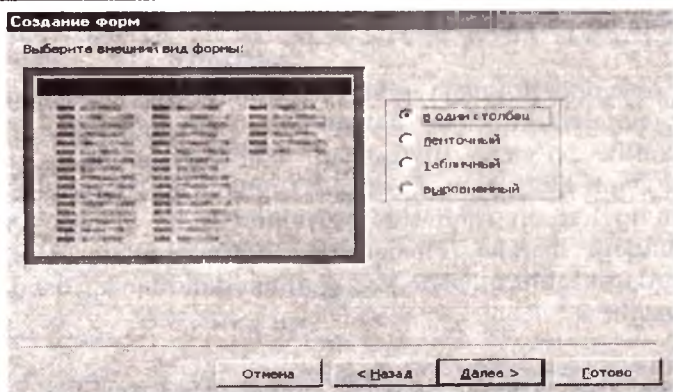 Создание форм
Выберите внешний вид формы:
в один столбец
ленточный
табличный
выровненный
Отмена
< Назад
Далее >
Готово